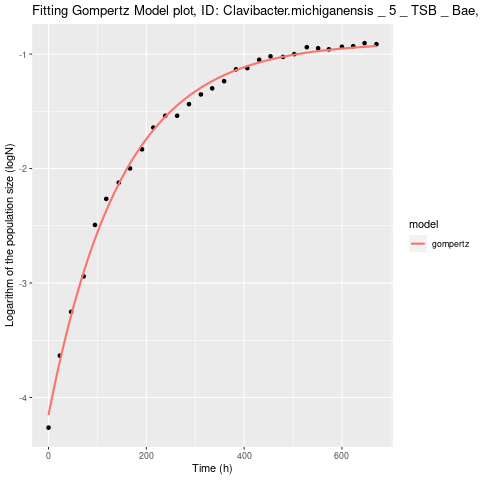 Fitting Gompertz Model plot, ID: Clavibacter.michiganensis _ 5 _ TSB _ Bae,
Logarithm of the population size (logN)
-1
-2
-3
-4
0 200 400 600
Time (h)
model
gompertz